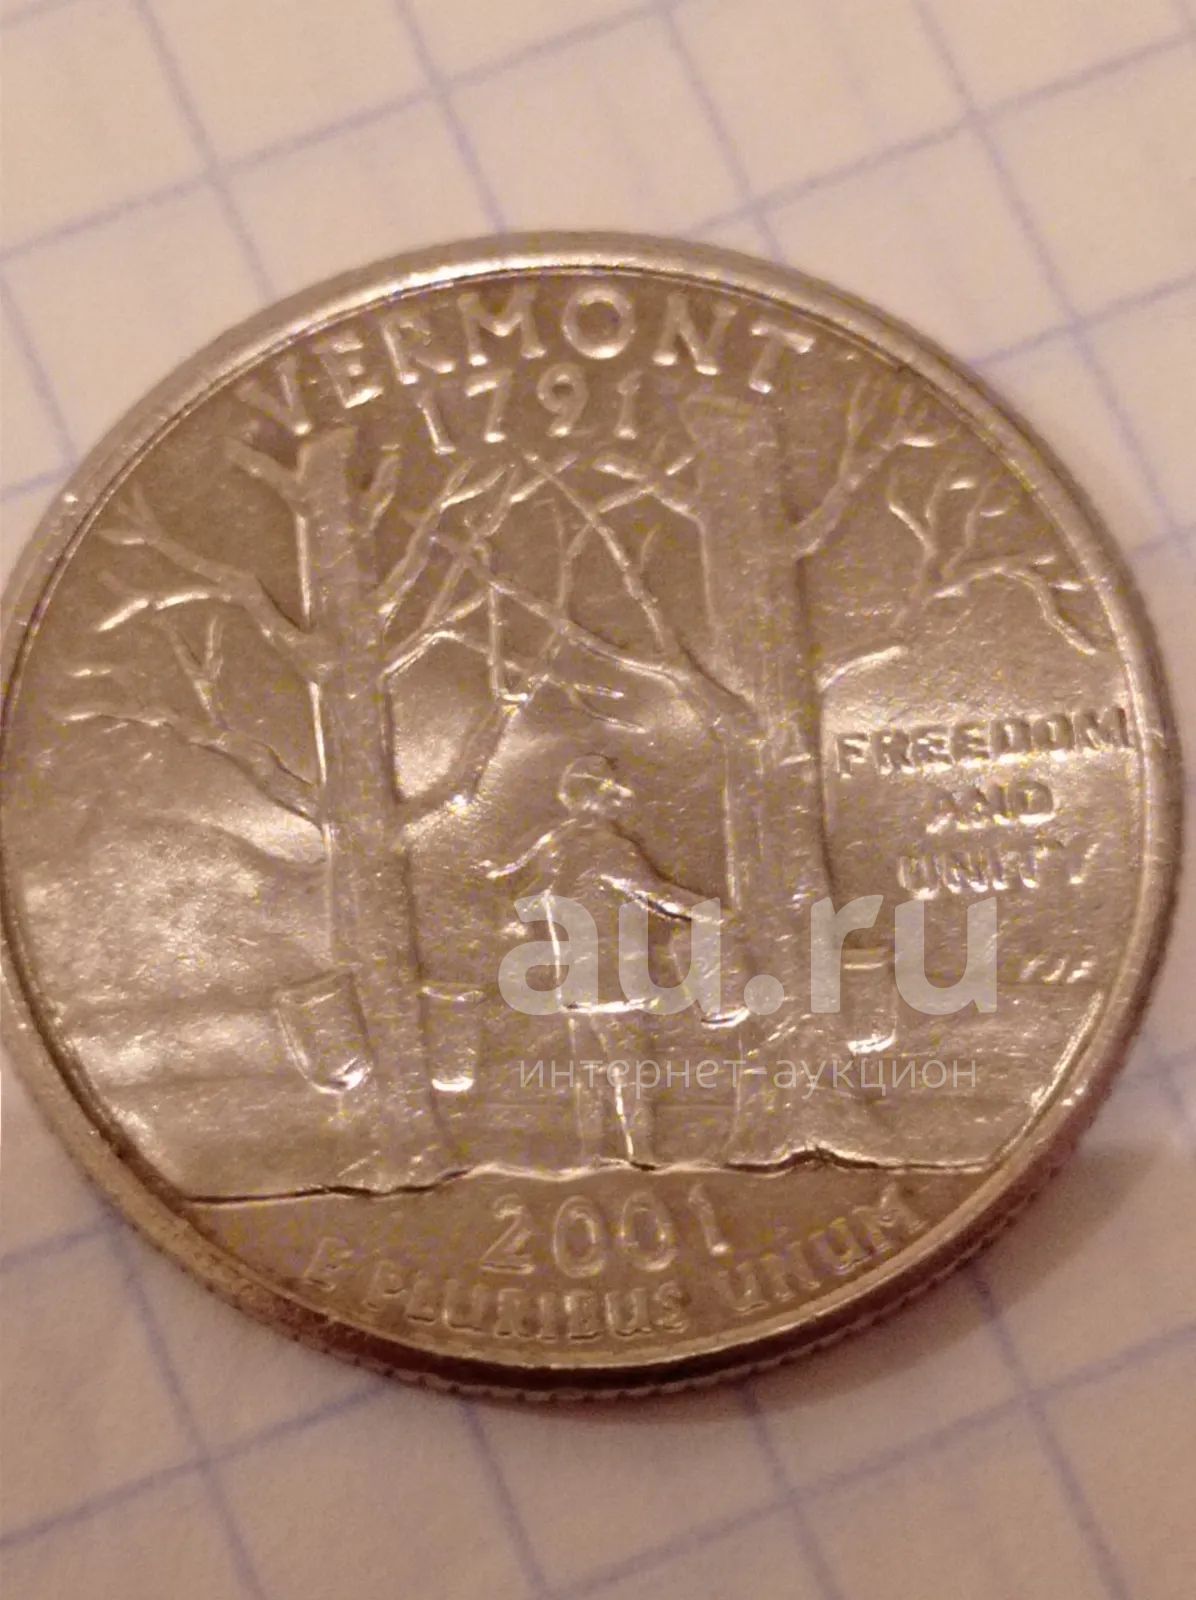 VERMONT
1791
FREEDOM
AND
UNITY
au.ru
интернет-аукцион
2001
E PLURIBUS UNUM